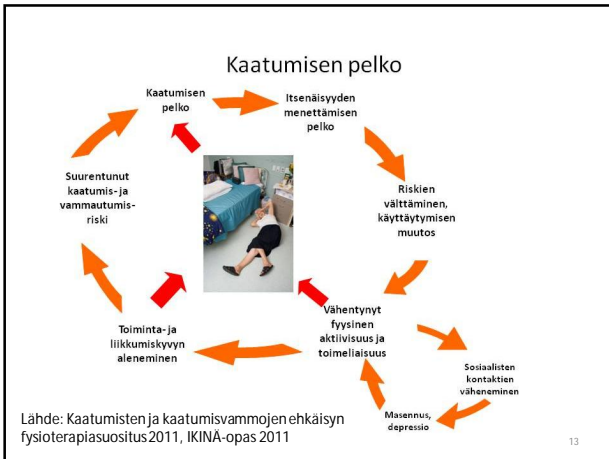 Kaatumisen pelko
Kaatumisen
pelko
Itsenäisyyden
menettämisen
pelko
Riskien
välttäminen,
käyttäytymisen
muutos
Vähentynyt
fyysinen
aktiivisuus ja
toimeliaisuus
Sosiaalisten
kontaktien
väheneminen
Masennus,
depressio
Toiminta- ja
liikkumiskyvyn
aleneminen
Suurentunut
kaatumis- ja
vammautumis-
riski
Lähde: Kaatumisten ja kaatumisvammojen ehkäisyn
fysioterapiasuositus 2011, IKINÄ-opas 2011
13